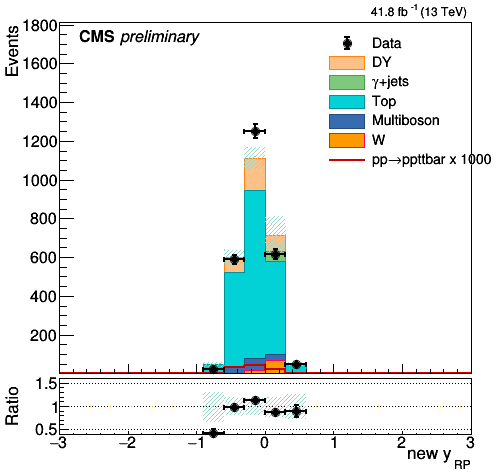 41.8 fb⁻¹ (13 TeV)
CMS preliminary
Events
1800
1600
1400
1200
1000
800
600
400
200
Data
DY
γ+jets
Top
Multiboson
W
pp→ppttbar x 1000
Ratio
1.5
1
0.5
−3 −2 −1 0 1 2 3
new y_RP